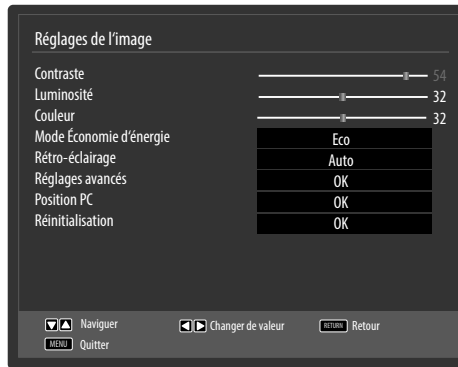 Réglages de l'image
Contraste 54
Luminosité 32
Couleur 32
Mode Économie d'énergie Eco
Rétro-éclairage Auto
Réglages avancés OK
Position PC OK
Réinitialisation OK
Naviguer Changer de valeur RETURN Retour
MENU Quitter